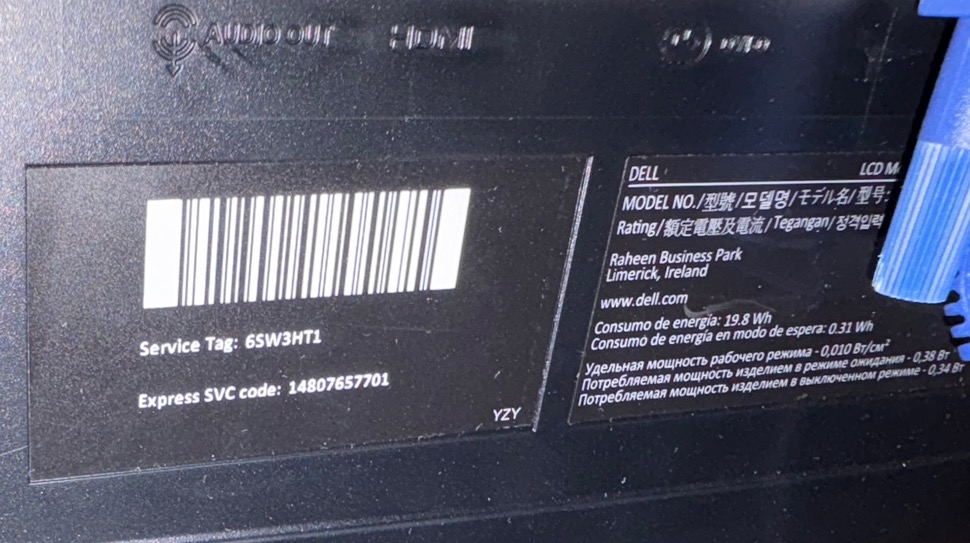 AUDIO OUT HDMI
Service Tag: 6SW3HT1
Express SVC code: 14807657701
YZY
DELL LCD
MODEL NO./型號/모델명/モデル名/型号:
Rating/額定電壓及電流/Tegangan/정격입력
Raheen Business Park
Limerick, Ireland
www.dell.com
Consumo de energía: 19.8 Wh
Consumo de energía en modo de espera: 0.31 Wh
Удельная мощность рабочего режима - 0,010 Вт/см²
Потребляемая мощность изделием в режиме ожидания - 0,38 Вт
Потребляемая мощность изделием в выключенном режиме - 0,34 Вт